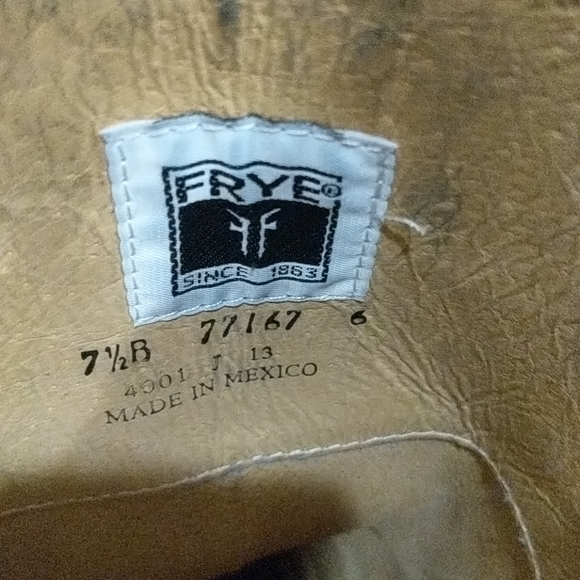 FRYE®
SINCE 1863
7½B 77167 6
4001 J 13
MADE IN MEXICO